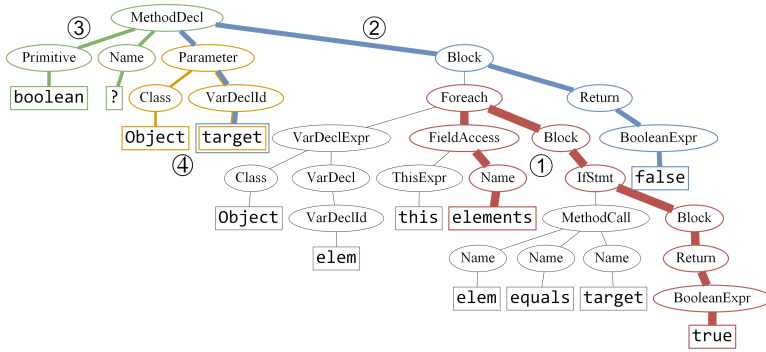 MethodDecl
③ ②
Primitive Name Parameter Block
boolean ? Class VarDeclId Foreach Return
Object target VarDeclExpr FieldAccess Block BooleanExpr
④ ①
Class VarDecl ThisExpr Name IfStmt false
Object VarDeclId this elements MethodCall Block
elem Name Name Name Return
elem equals target BooleanExpr
true